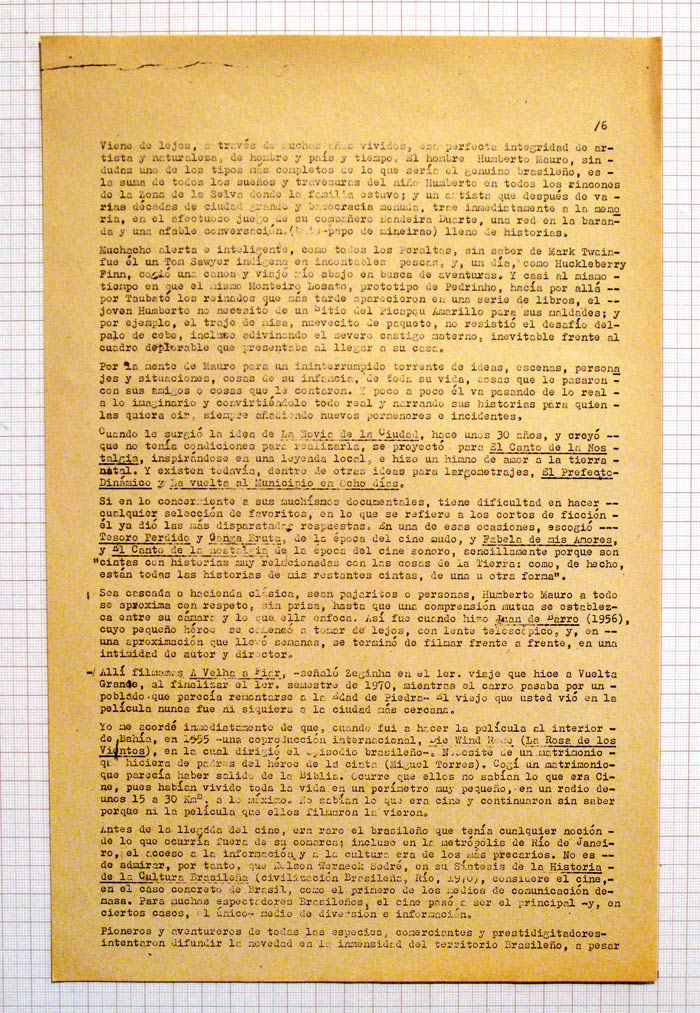 16
Viene de lejos, a través de muchos años vividos, esa perfecta integridad de ar-
tista y naturaleza, de hombre y país y tiempo. El hombre Humberto Mauro, sin -
dudas uno de los tipos más completos de lo que sería el genuino brasileño, es -
la suma de todos los sueños y travesuras del niño Humberto en todos los rincones
de la Zona de la Selva donde la familia estuvo; y un artista que después de va -
rias décadas de ciudad grande y burocracia menuda, trae inmediatamente a la memo
ria, en el afectuoso juego de su compañero Bandeira Duarte, una red en la baran-
da y una afable conversación. (bate-papo de mineirao) lleno de historias.
Muchacho alerta e inteligente, como todos los Peraltas, sin saber de Mark Twain-
fue él un Tom Sawyer indígena en incontables pescas, y, un día, como Huckleberry
Finn, cogió una canoa y viajó río abajo en busca de aventuras. Y casi al mismo -
tiempo en que el mismo Monteiro Losato, prototipo de Pedrinho, hacía por allá --
por Taubaté los reinados que más tarde aparecieron en una serie de libros, el --
joven Humberto no necesito de un Sitio del Picapau Amarillo para sus maldades; y
por ejemplo, el traje de misa, nuevecito de paquete, no resistió el desafío del-
palo de cebo, incluso adivinando el severo castigo materno, inevitable frente al
cuadro deplorable que presentaba al llegar a su casa.
Por la mente de Mauro para un ininterrumpido torrente de ideas, escenas, persona
jes y situaciones, cosas de su infancia, de toda su vida, cosas que le pasaron -
con sus amigos o cosas que le contaron. Y poco a poco él va pasando de lo real -
a lo imaginario y convirtiéndolo todo real y narrando sus historias para quien -
las quiera oir, siempre añadiendo nuevos pormenores e incidentes.
Cuando le surgió la idea de La Novia de la Ciudad, hace unos 30 años, y creyó --
que no tenía condiciones para realizarla, se proyectó para El Canto de la Nos -
talgia, inspirándose en una leyenda local, e hizo un himno de amor a la tierra -
natal. Y existen todavía, dentro de otras ideas para largometrajes, El Prefecto-
Dinámico y La vuelta al Municipio en Ocho días.
Si en lo concerniente a sus muchísmos documentales, tiene dificultad en hacer --
cualquier selección de favoritos, en lo que se refiere a los cortos de ficción -
él ya dió las más disparatadas respuestas. En una de esas ocasiones, escogió ---
Tesoro Perdido y Ganga Bruta, de la época del cine mudo, y Fabela de mis Amores,
y El Canto de la nostalgia de la época del cine sonoro, sencillamente porque son
"cintas con historias muy relacionadas con las cosas de la Tierra: como, de hecho,
están todas las historias de mis restantes cintas, de una u otra forma".
Sea cascada o hacienda clásica, sean pajaritos o personas, Humberto Mauro a todo
se aproxima con respeto, sin prisa, hasta que una comprensión mutua se establez-
ca entre su cámara y lo que ella enfoca. Así fue cuando hizo Juan de Barro (1956),
cuyo pequeño héroe se comenzó a tomar de lejos, con lente telescópico, y, en --
una aproximación que llevó semanas, se terminó de filmar frente a frente, en una
intimidad de autor y director.
-/ Allí filmamos A Velha a Fiar, -señaló Zeginha en el 1er. viaje que hice a Vuelta
Grande, al finalizar el 1er. semestre de 1970, mientras el carro pasaba por un -
poblado que parecía remontarse a la Edad de Piedra- El viejo que usted vió en la
película nunca fue ni siquiera a la ciudad más cercana.
Yo me acordé inmediatamente de que, cuando fui a hacer la película al interior -
de Bahía, en 1955 -una coproducción internacional, Die Wind Rose (La Rosa de los
Vientos), en la cual dirigió el episodio brasileño-. Necesité de un matrimonio -
que hiciera de padres del héroe de la cinta (Miguel Torres). Cogí un matrimonio-
que parecía haber salido de la Biblia. Ocurre que ellos no sabían lo que era Ci-
ne, pues habían vivido toda la vida en un perímetro muy pequeño, en un radio de-
unos 15 a 30 Kms, a lo máximo. No sabían lo que era cine y continuaron sin saber
porque ni la película que ellos filmaron la vieron.
Antes de la llegada del cine, era raro el brasileño que tenía cualquier noción -
de lo que ocurría fuera de su comarca; incluso en la metrópolis de Río de Janei-
ro, el acceso a la información y a la cultura era de los más precarios. No es --
de admirar, por tanto, que Nelson Werneck Sodré, en su Síntesis de la Historia -
de la Cultura Brasileña (civilización Brasileña, Río, 1970), considere el cine,-
en el caso concreto de Brasil, como el primero de los medios de comunicación de-
masa. Para muchos espectadores Brasileños, el cine pasó a ser el principal -y, en
ciertos casos, el único- medio de diversión e información.
Pioneros y aventureros de todas las especies, comerciantes y prestidigitadores-
intentaron difundir la novedad en la inmensidad del territorio Brasileño, a pesar